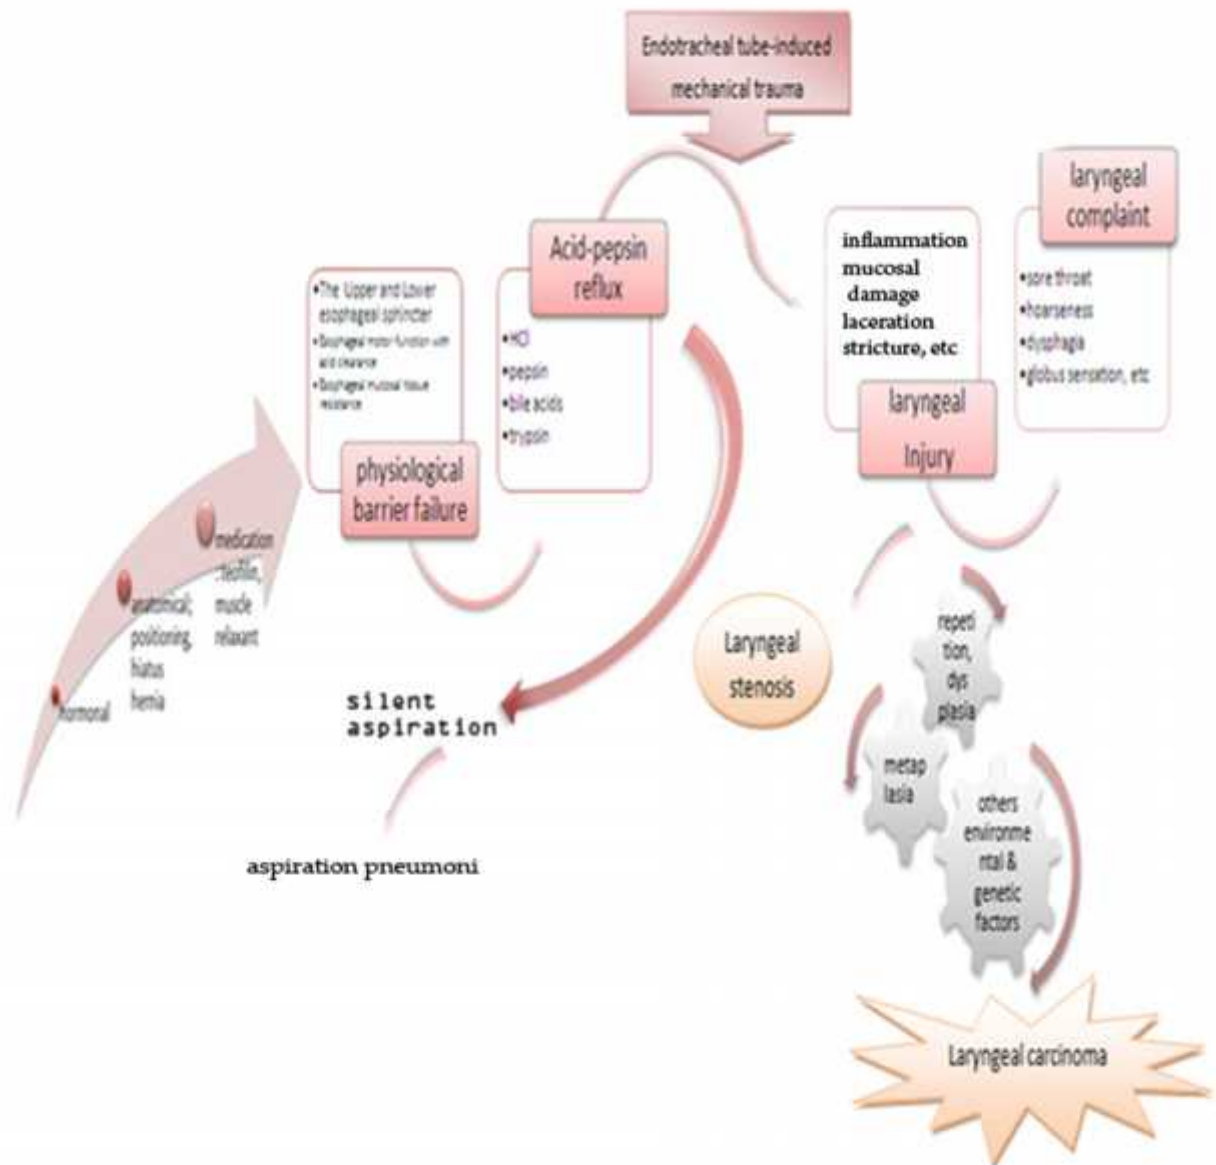 Endotracheal tube-induced
mechanical trauma
laryngeal
complaint
•sore throat
•hoarseness
•dysphagia
•globus sensation, etc
inflammation
mucosal
damage
laceration
stricture, etc
laryngeal
Injury
Acid-pepsin
reflux
•HCl
•pepsin
•bile acids
•trypsin
•The Upper and Lower
esophageal sphincter
•Esophageal motor function with
acid clearance
•Esophageal mucosal tissue
resistance
physiological
barrier failure
medication
:teofilin,
muscle
relaxant
anatomical;
positioning,
hiatus
hernia
hormonal
silent
aspiration
aspiration pneumoni
Laryngeal
stenosis
repeti
tion,
dys
plasia
metap
lasia
others
environme
ntal &
genetic
factors
Laryngeal carcinoma